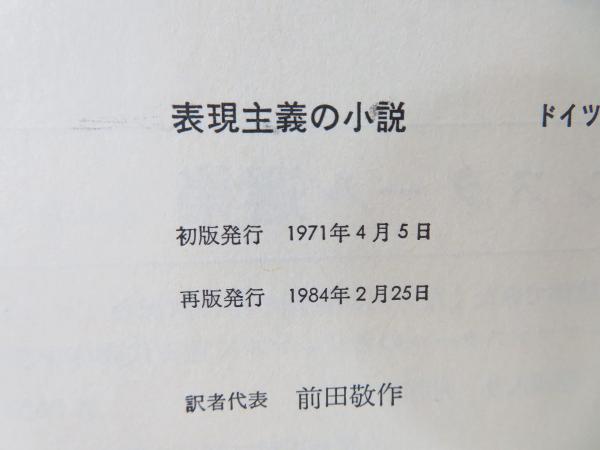 表現主義の小説 ドイツ
初版発行 1971年4月5日
再版発行 1984年2月25日
訳者代表 前田敬作